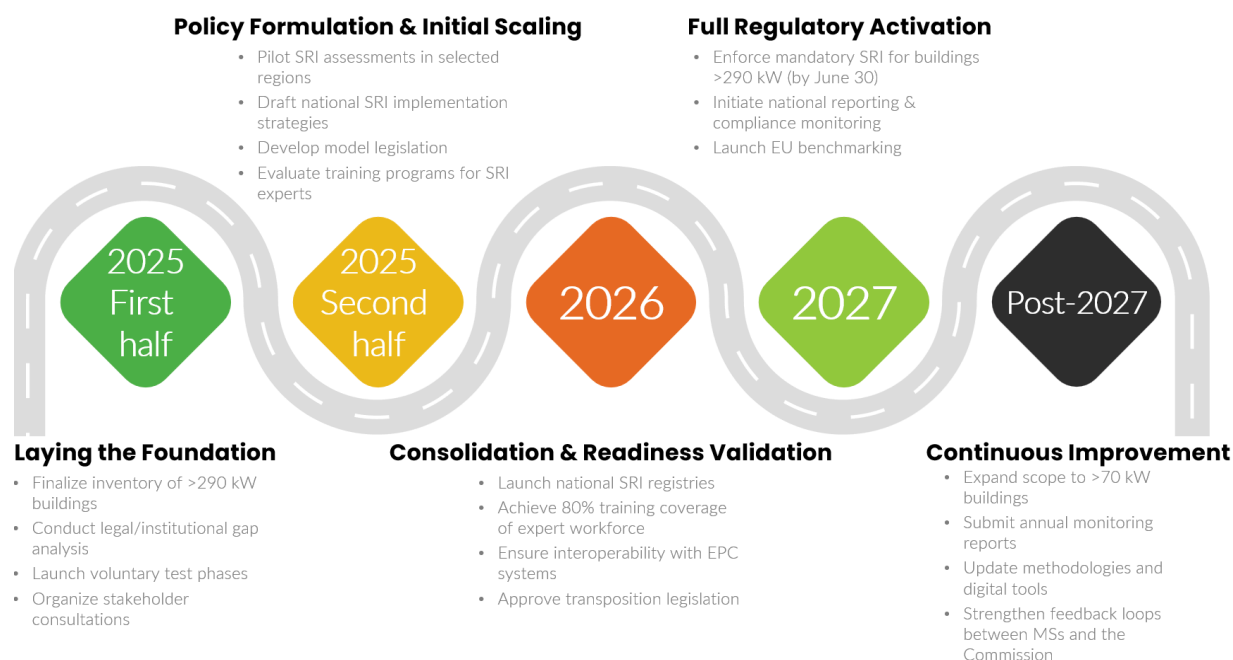 Policy Formulation & Initial Scaling
• Pilot SRI assessments in selected
regions
• Draft national SRI implementation
strategies
• Develop model legislation
• Evaluate training programs for SRI
experts
Full Regulatory Activation
• Enforce mandatory SRI for buildings
>290 kW (by June 30)
• Initiate national reporting &
compliance monitoring
• Launch EU benchmarking
2025
First
half
2025
Second
half
2026
2027
Post-2027
Laying the Foundation
• Finalize inventory of >290 kW
buildings
• Conduct legal/institutional gap
analysis
• Launch voluntary test phases
• Organize stakeholder
consultations
Consolidation & Readiness Validation
• Launch national SRI registries
• Achieve 80% training coverage
of expert workforce
• Ensure interoperability with EPC
systems
• Approve transposition legislation
Continuous Improvement
• Expand scope to >70 kW
buildings
• Submit annual monitoring
reports
• Update methodologies and
digital tools
• Strengthen feedback loops
between MSs and the
Commission